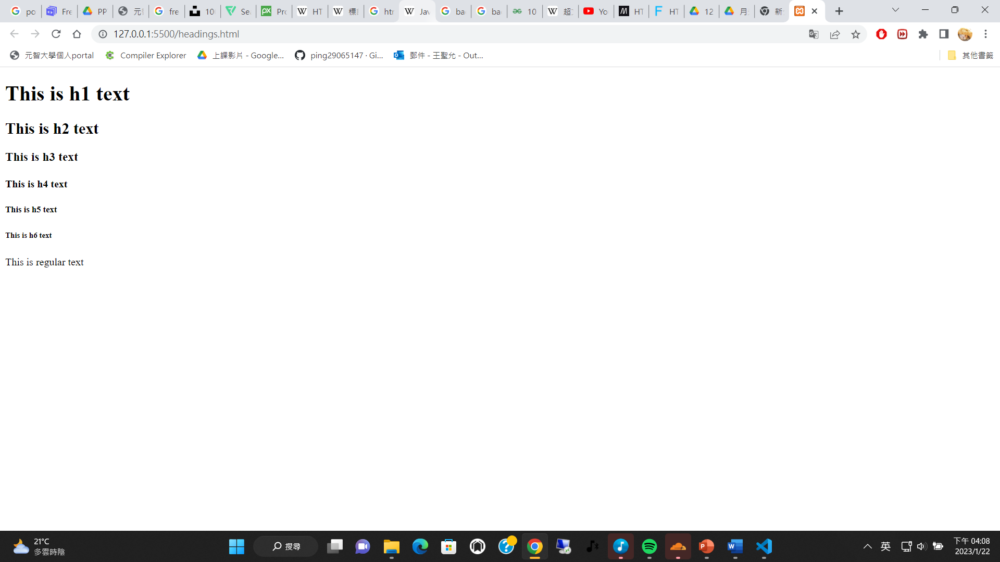 po
Fre
PP
元智
fre
10
Sea
Pro
HT
標
htr
Jav
ba
ba
10
超文
Yo
HT
HT
12
月
新
127.0.0.1:5500/headings.html
元智大學個人portal
Compiler Explorer
上課影片 - Google...
ping29065147 · Gi...
郵件 - 王聖允 - Out...
其他書籤
This is h1 text
This is h2 text
This is h3 text
This is h4 text
This is h5 text
This is h6 text
This is regular text
21°C
多雲時陰
搜尋
英
下午 04:08
2023/1/22